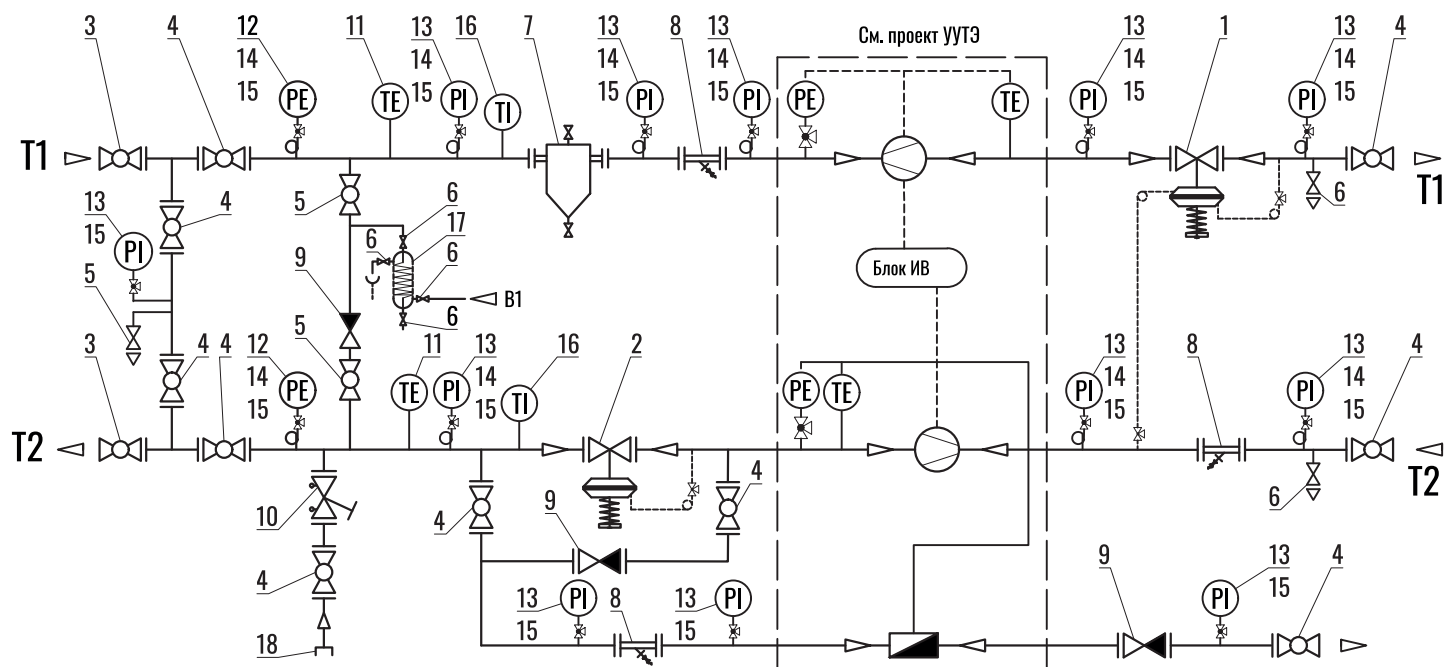 3 4 12 11 13 16 7 13 8 13 См. проект УУТЭ 13 1 13 4
14 14 14 14 14 14
15 15 15 15 15 15
PE TE PI TI PI PI PE TE PI PI
T1
T1
13 4 5 6 6
15 17
PI 6
9 6 Блок ИВ
В1
5 6
3 4 4 12 5 11 13 16 2 13 8 13 4
14 14 14 14
15 15 15 15
PE TE PI TI PE TE PI PI
T2
T2
10 4 9 4 6
4 13 PI 8 13 PI 9 13 4
15 15 PI 15
18